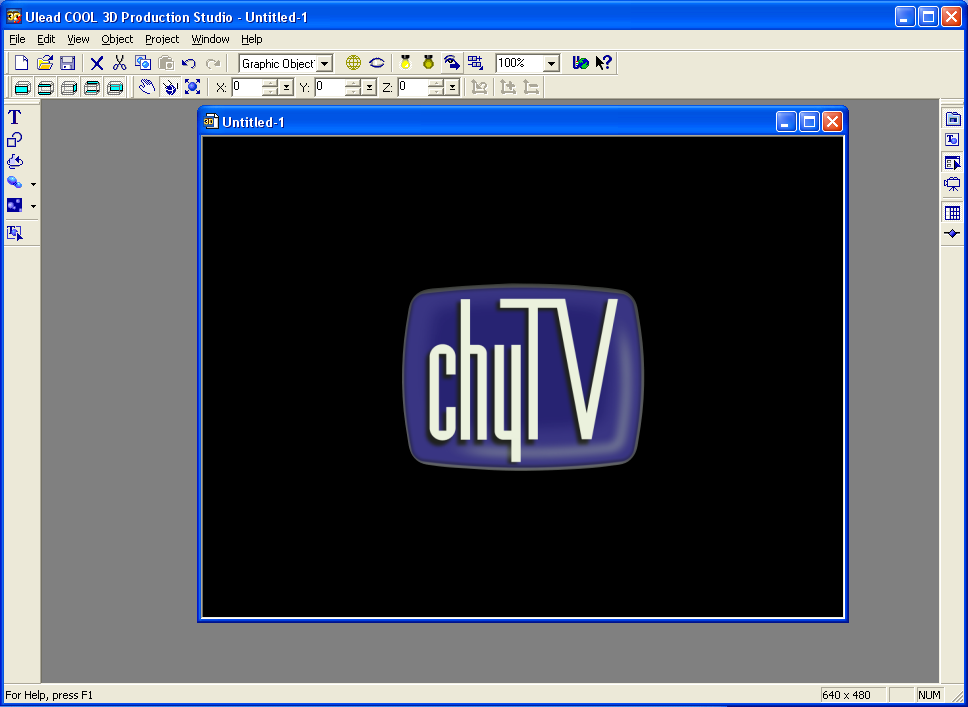 Ulead COOL 3D Production Studio - Untitled-1
File Edit View Object Project Window Help
Graphic Object 100%
X: 0 Y: 0 Z: 0
T
Untitled-1
chyTV
For Help, press F1 640 x 480 NUM